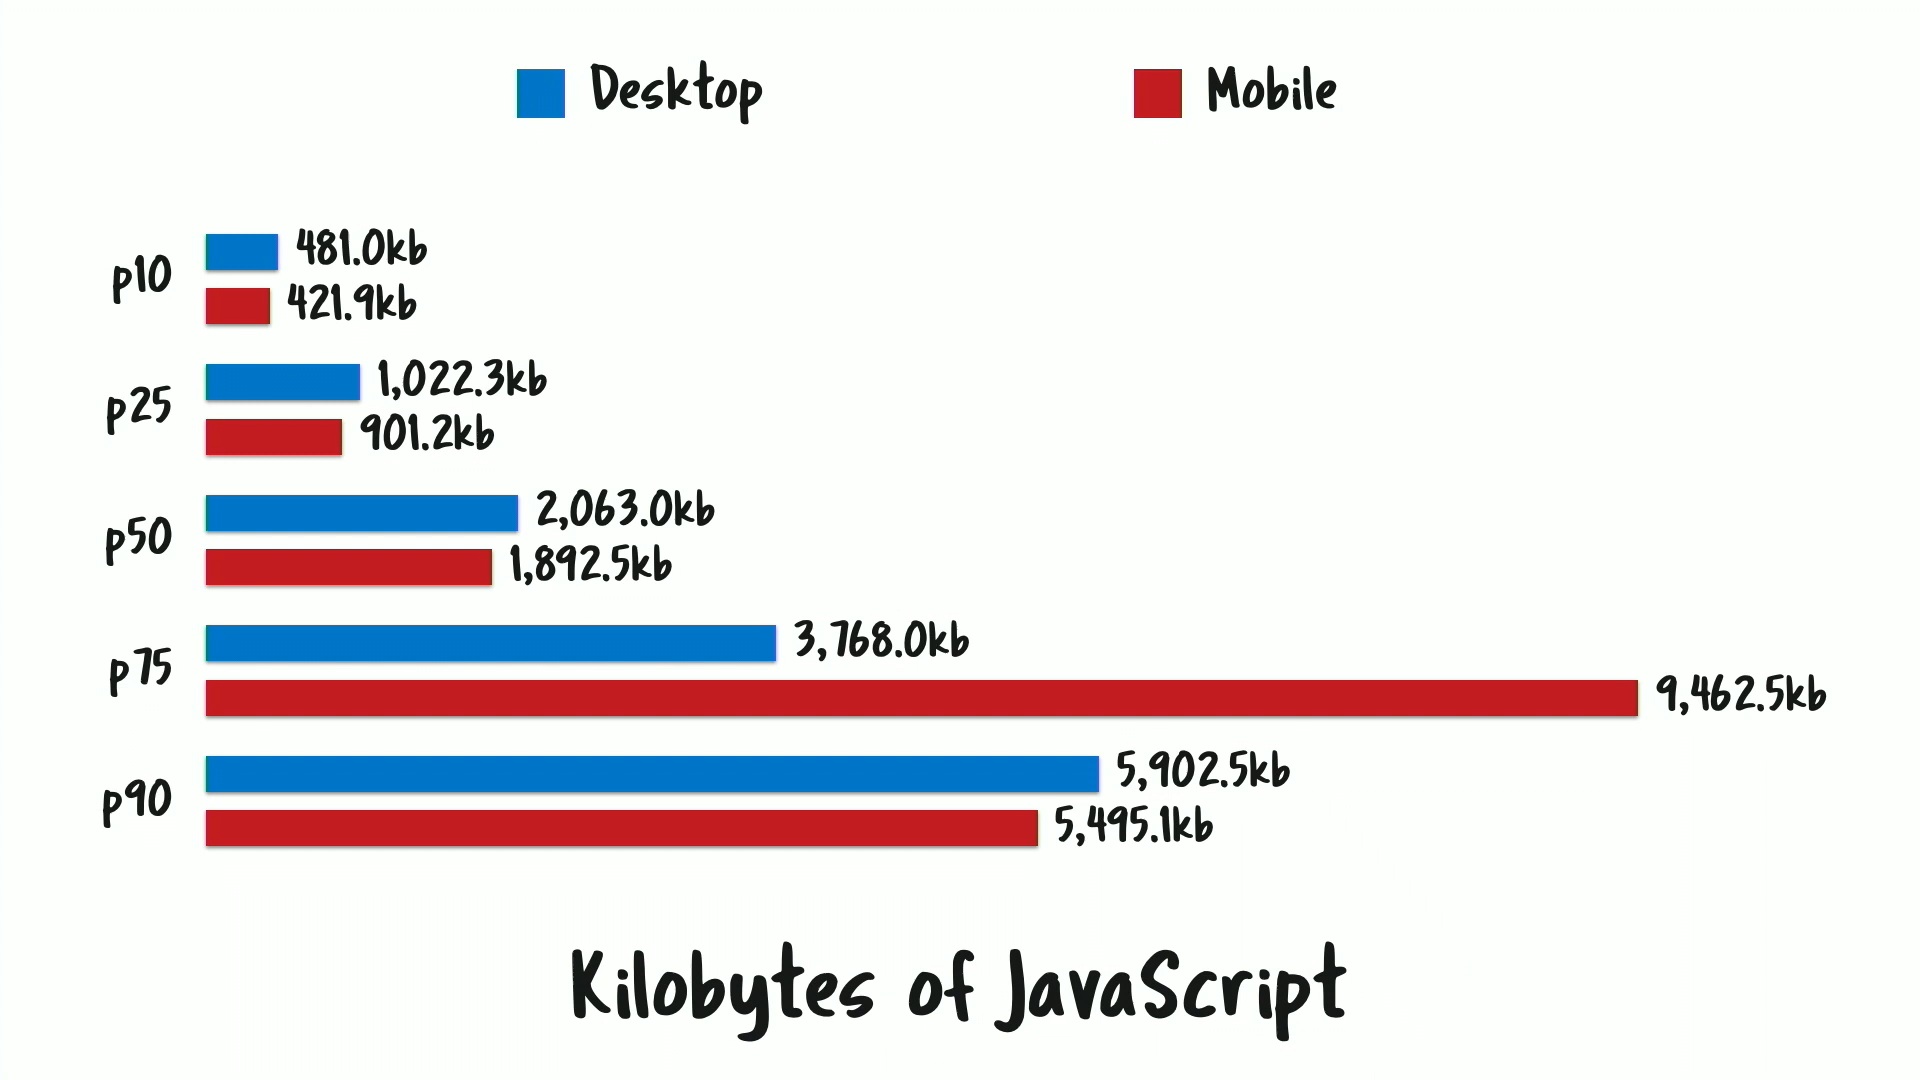 Desktop
Mobile
p10
481.0kb
421.9kb
p25
1,022.3kb
901.2kb
p50
2,063.0kb
1,892.5kb
p75
3,768.0kb
9,462.5kb
p90
5,902.5kb
5,495.1kb
Kilobytes of JavaScript